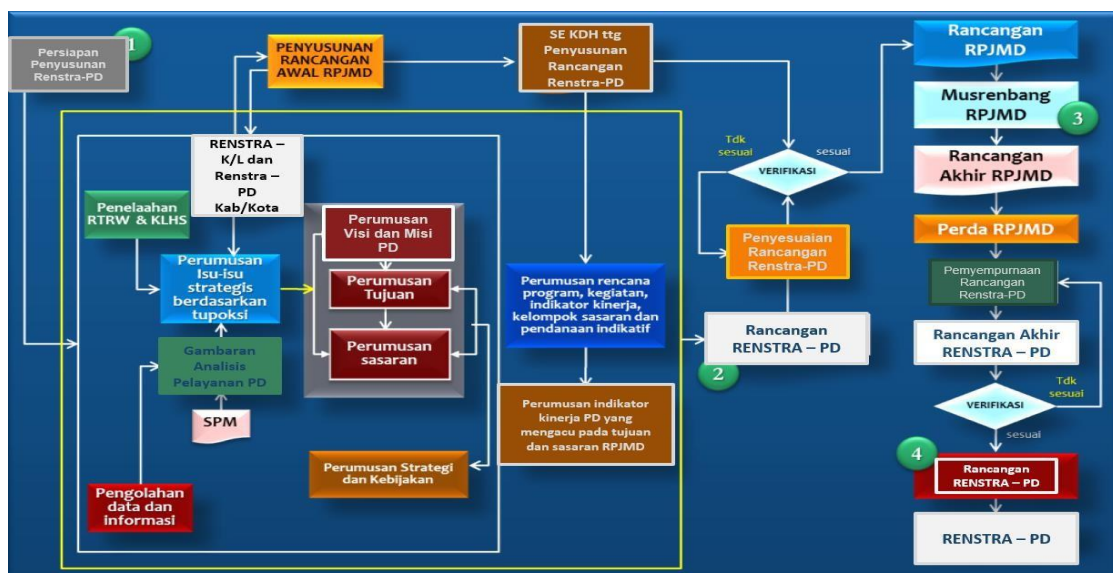 1
Persiapan
Penyusunan
Renstra-PD
PENYUSUNAN
RANCANGAN
AWAL RPJMD
SE KDH ttg
Penyusunan
Rancangan
Renstra-PD
RENSTRA –
K/L dan
Renstra –
PD
Kab/Kota
Penelaahan
RTRW & KLHS
Perumusan
Isu-isu
strategis
berdasarkan
tupoksi
Gambaran
Analisis
Pelayanan PD
SPM
Pengolahan
data dan
informasi
Perumusan
Visi dan Misi
PD
Perumusan
Tujuan
Perumusan
sasaran
Perumusan Strategi
dan Kebijakan
Perumusan rencana
program, kegiatan,
indikator kinerja,
kelompok sasaran dan
pendanaan indikatif
Perumusan indikator
kinerja PD yang
mengacu pada tujuan
dan sasaran RPJMD
Tdk
sesuai
sesuai
VERIFIKASI
Penyesuaian
Rancangan
Renstra-PD
Rancangan
RENSTRA – PD
2
Rancangan
RPJMD
Musrenbang
RPJMD
3
Rancangan
Akhir RPJMD
Perda RPJMD
Pemyempurnaan
Rancangan
Renstra-PD
Rancangan Akhir
RENSTRA – PD
Tdk
sesuai
VERIFIKASI
sesuai
4
Rancangan
RENSTRA – PD
RENSTRA – PD